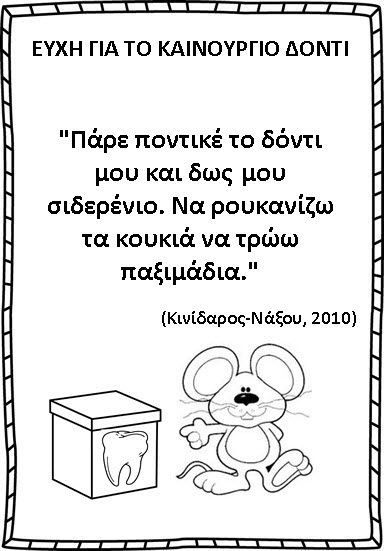 ΕΥΧΗ ΓΙΑ ΤΟ ΚΑΙΝΟΥΡΓΙΟ ΔΟΝΤΙ
"Πάρε ποντικέ το δόντι
μου και δως μου
σιδερένιο. Να ρουκανίζω
τα κουκιά να τρώω
παξιμάδια."
(Κινίδαρος-Νάξου, 2010)